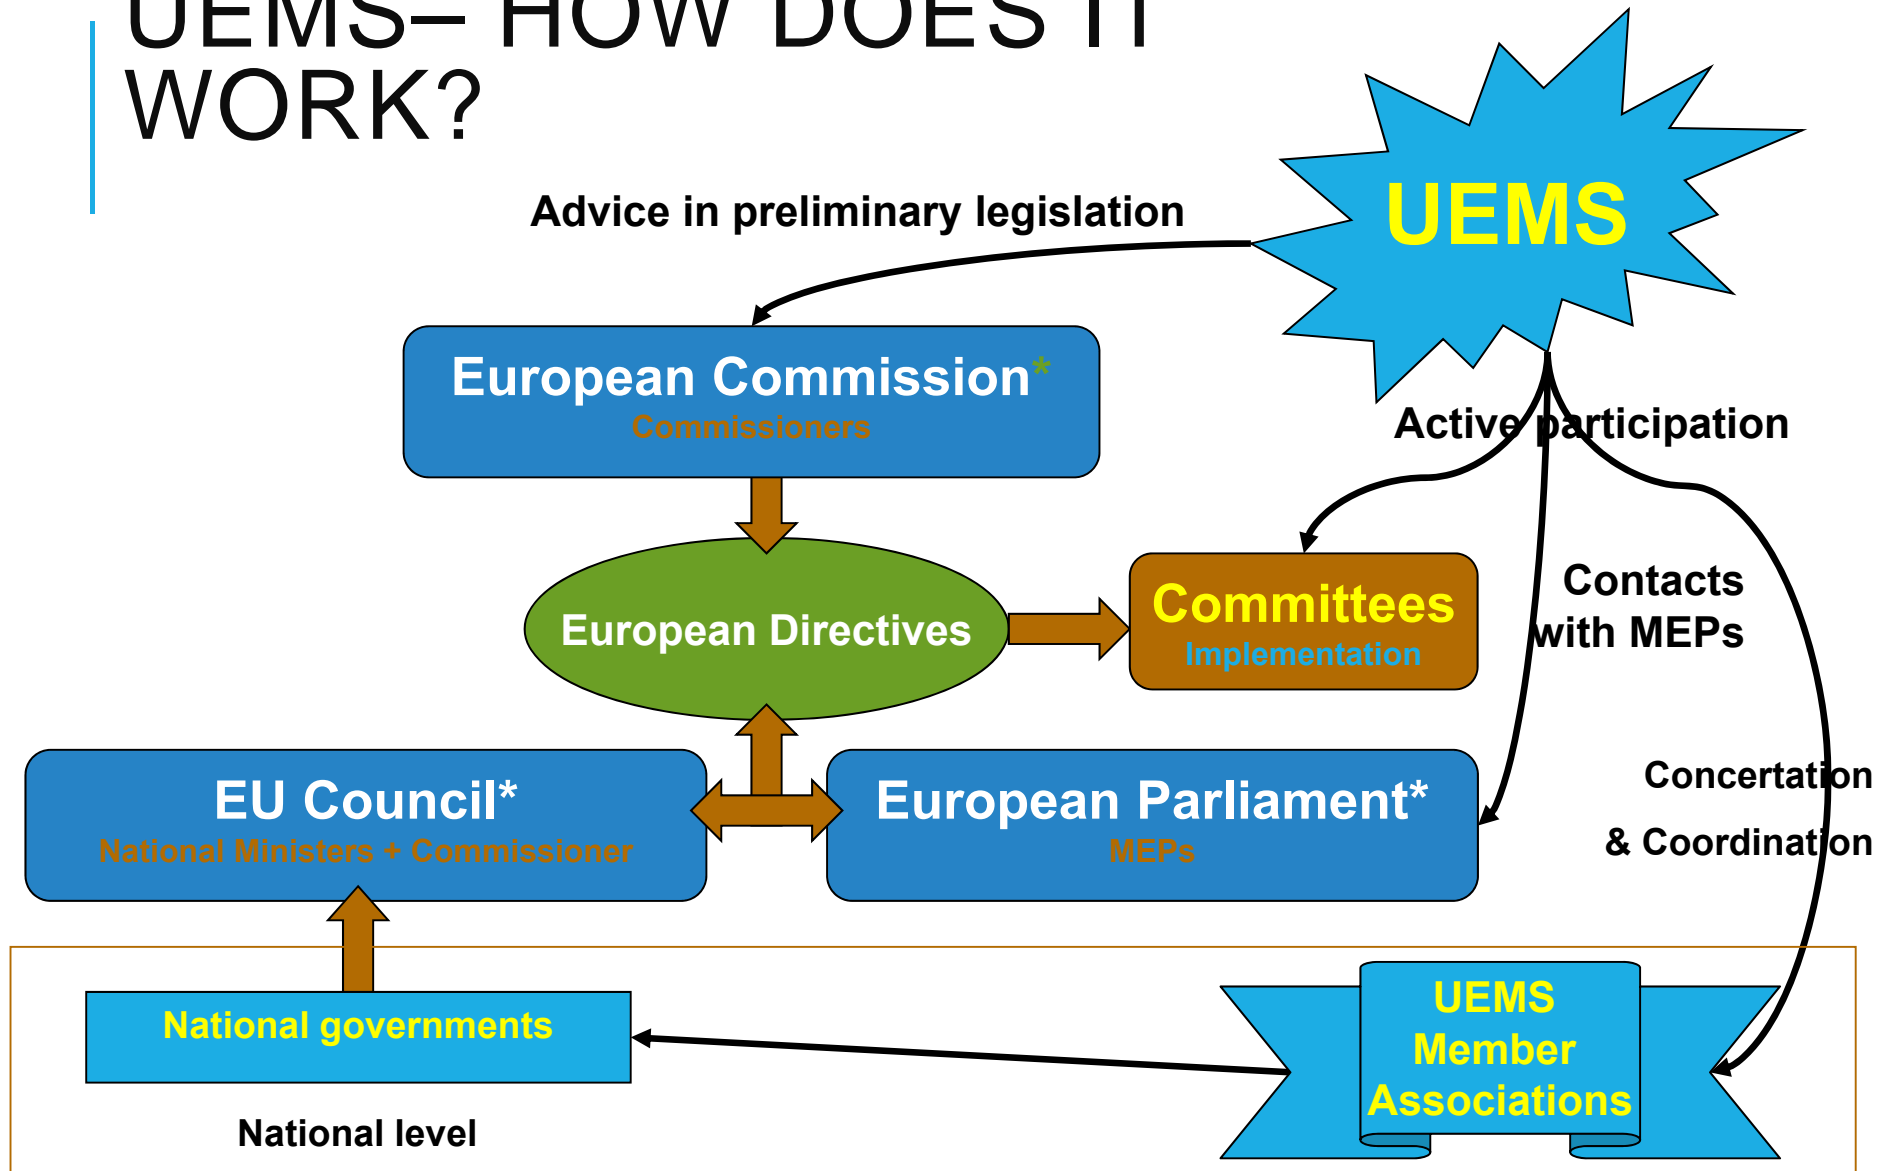 UEMS– HOW DOES IT
WORK?
UEMS
Advice in preliminary legislation
European Commission*
Commissioners
Active participation
European Directives
Committees
Implementation
Contacts
with MEPs
EU Council*
National Ministers + Commissioner
European Parliament*
MEPs
Concertation
& Coordination
National governments
UEMS
Member
Associations
National level